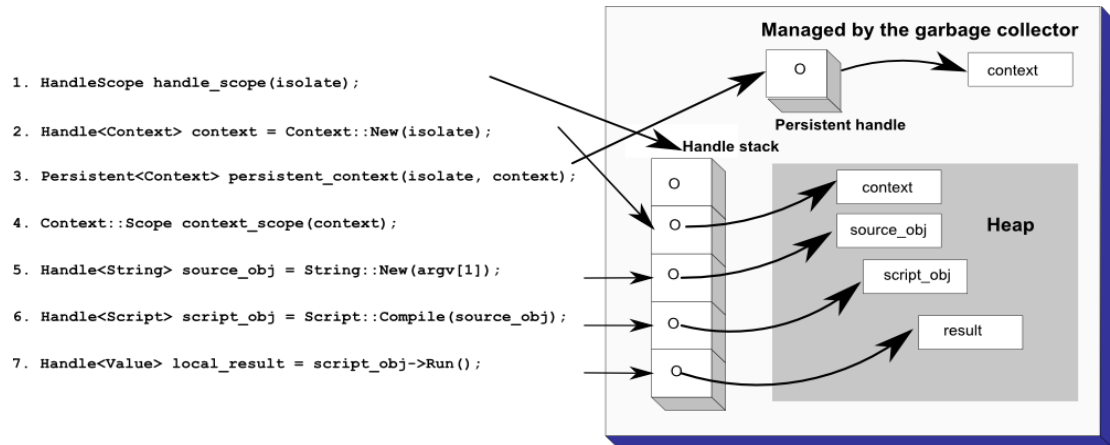 1. HandleScope handle_scope(isolate);
2. Handle<Context> context = Context::New(isolate);
3. Persistent<Context> persistent_context(isolate, context);
4. Context::Scope context_scope(context);
5. Handle<String> source_obj = String::New(argv[1]);
6. Handle<Script> script_obj = Script::Compile(source_obj);
7. Handle<Value> local_result = script_obj->Run();
Managed by the garbage collector
O
context
Persistent handle
Handle stack
O
O
O
O
O
context
source_obj
Heap
script_obj
result